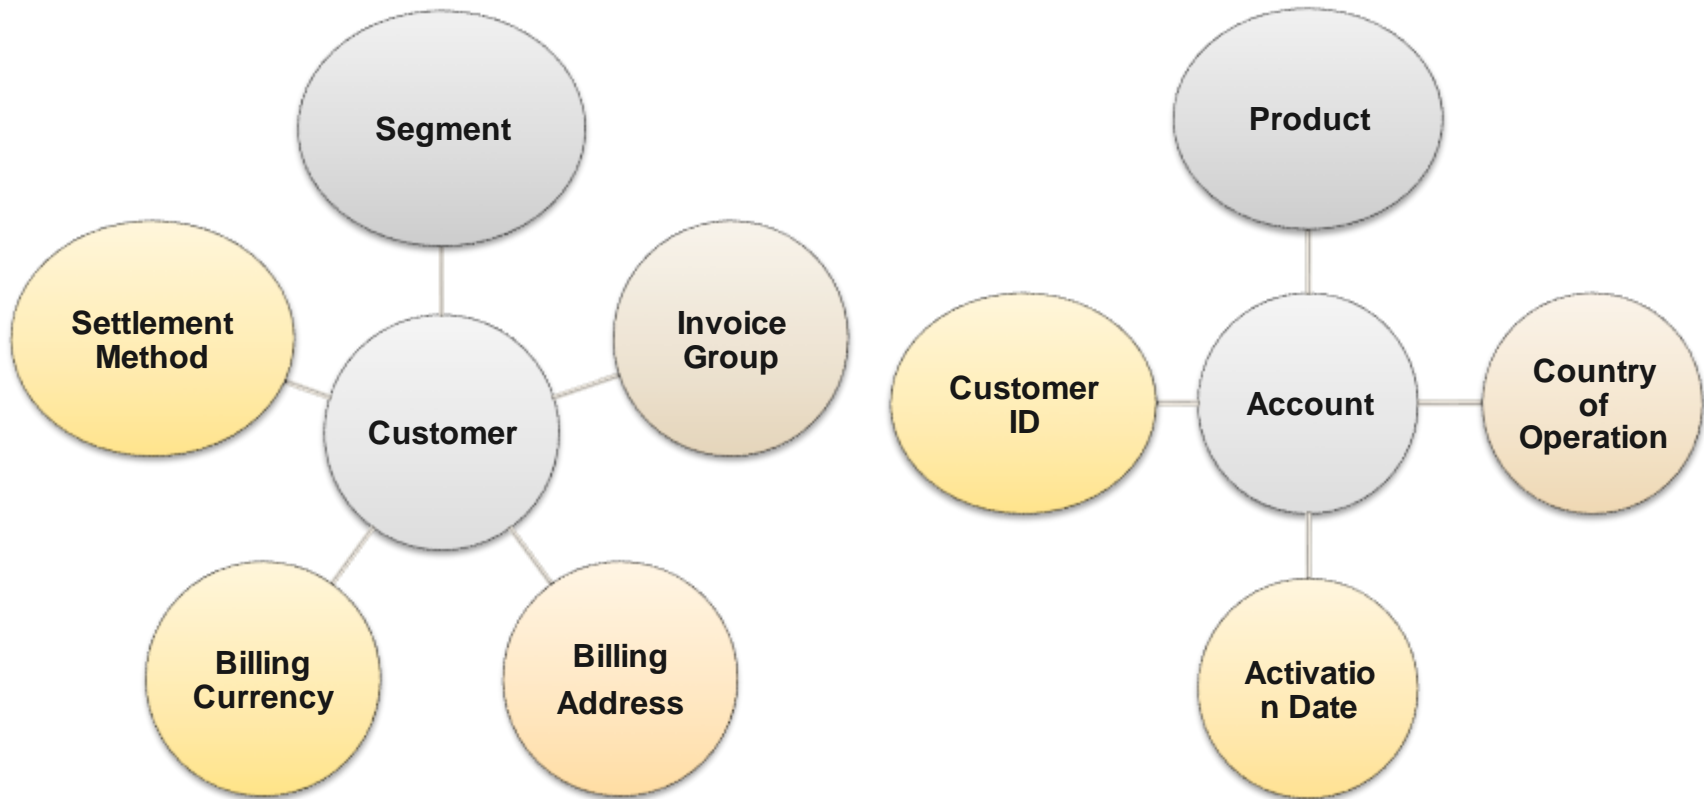 Segment
Settlement
Method
Invoice
Group
Customer
Billing
Currency
Billing
Address
Product
Customer
ID
Account
Country
of
Operation
Activatio
n Date